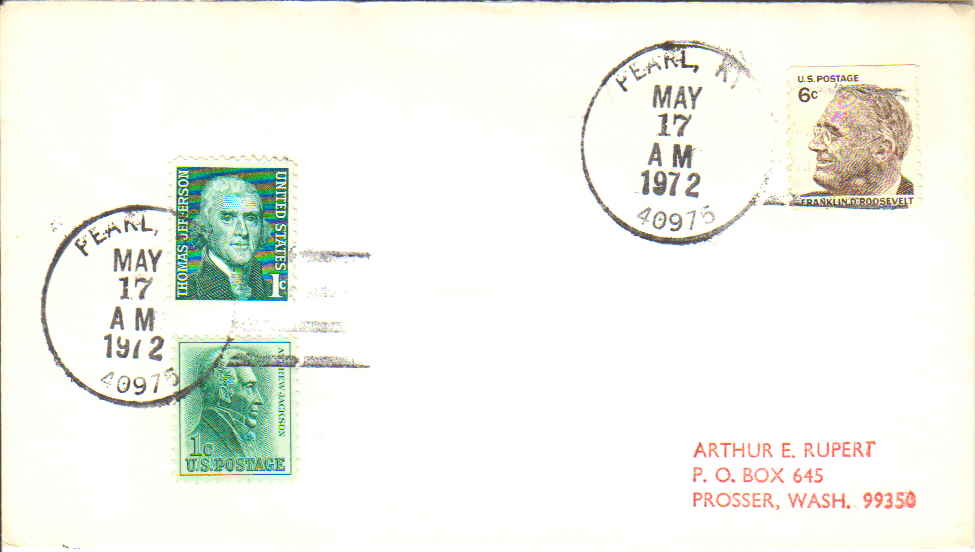 PEARL, KY
MAY
17
AM
1972
40975
U.S. POSTAGE
6c
FRANKLIN D. ROOSEVELT
THOMAS JEFFERSON
UNITED STATES
1c
PEARL,
MAY
17
AM
1972
40975
ANDREW JACKSON
1c
U.S. POSTAGE
ARTHUR E. RUPERT
P. O. BOX 645
PROSSER, WASH. 99350